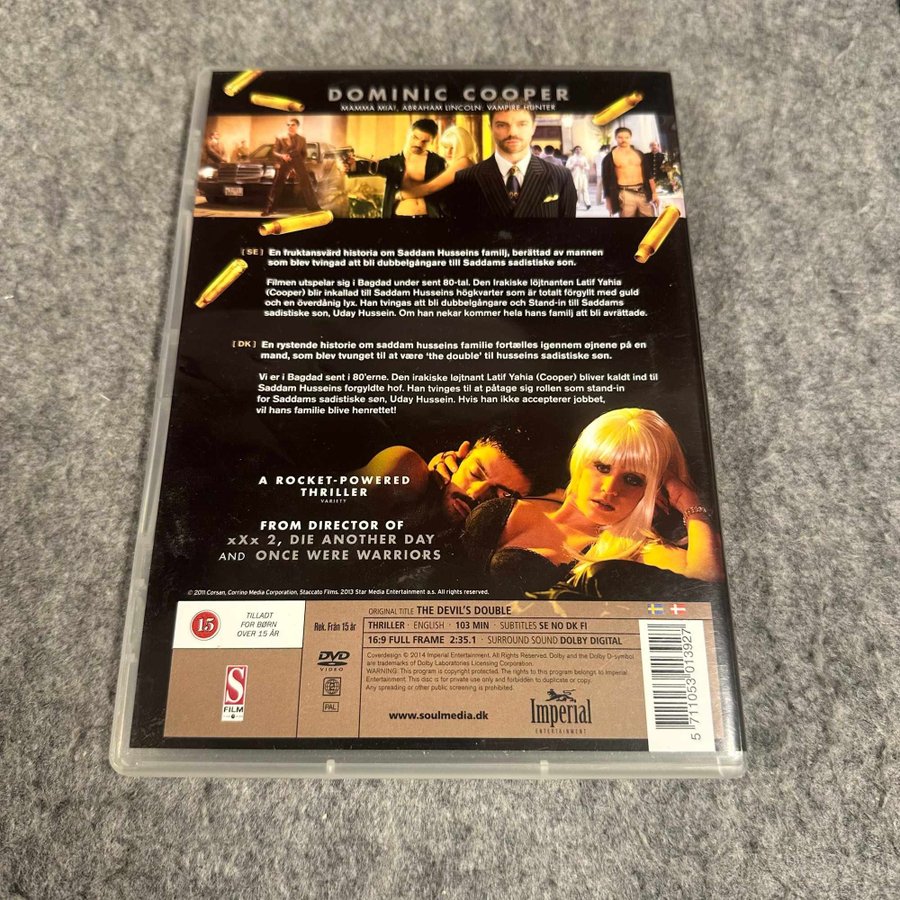 DOMINIC COOPER
MAMMA MIA!, ABRAHAM LINCOLN: VAMPIRE HUNTER
[SE] En fruktansvärd historia om Saddam Husseins familj, berättad av mannen
som blev tvingad att bli dubbelgångare till Saddams sadistiske son.
Filmen utspelar sig i Bagdad under sent 80-tal. Den Irakiske löjtnanten Latif Yahia
(Cooper) blir inkallad till Saddam Husseins högkvarter som är totalt förgyllt med guld
och en överdånig lyx. Han tvingas att bli dubbelgångare och Stand-in till Saddams
sadistiske son, Uday Hussein. Om han nekar kommer hela hans familj att bli avrättade.
[DK] En rystende historie om saddam husseins familie fortælles igennem øjnene på en
mand, som blev tvunget til at være 'the double' til husseins sadistiske søn.
Vi er i Bagdad sent i 80'erne. Den irakiske løjtnant Latif Yahia (Cooper) bliver kaldt ind til
Saddam Husseins forgyldte hof. Han tvinges til at påtage sig rollen som stand-in
for Saddams sadistiske søn, Uday Hussein. Hvis han ikke accepterer jobbet,
vil hans familie blive henrettet!
A ROCKET-POWERED
THRILLER
VARIETY
FROM DIRECTOR OF
xXx 2, DIE ANOTHER DAY
AND ONCE WERE WARRIORS
© 2011 Corsan, Corrino Media Corporation, Staccato Films. 2013 Star Media Entertainment a.s. All rights reserved.
15
TILLADT
FOR BØRN
OVER 15 ÅR
Rek. Från 15 år
ORIGINAL TITLE THE DEVIL'S DOUBLE
THRILLER · ENGLISH · 103 MIN · SUBTITLES SE NO DK FI
16:9 FULL FRAME 2:35.1 · SURROUND SOUND DOLBY DIGITAL
Coverdesign © 2014 Imperial Entertainment. All Rights Reserved. Dolby and the Dolby D-symbol
are trademarks of Dolby Laboratories Licensing Corporation.
WARNING: This program is copyright protected. The rights to this program belongs to Imperial
Entertainment. This disc is for private use only and forbidden to duplicate or copy.
Any spreading or other public screening is prohibited.
DVD
VIDEO
PAL
S
FILM
www.soulmedia.dk
Imperial
ENTERTAINMENT
5 711053 013927